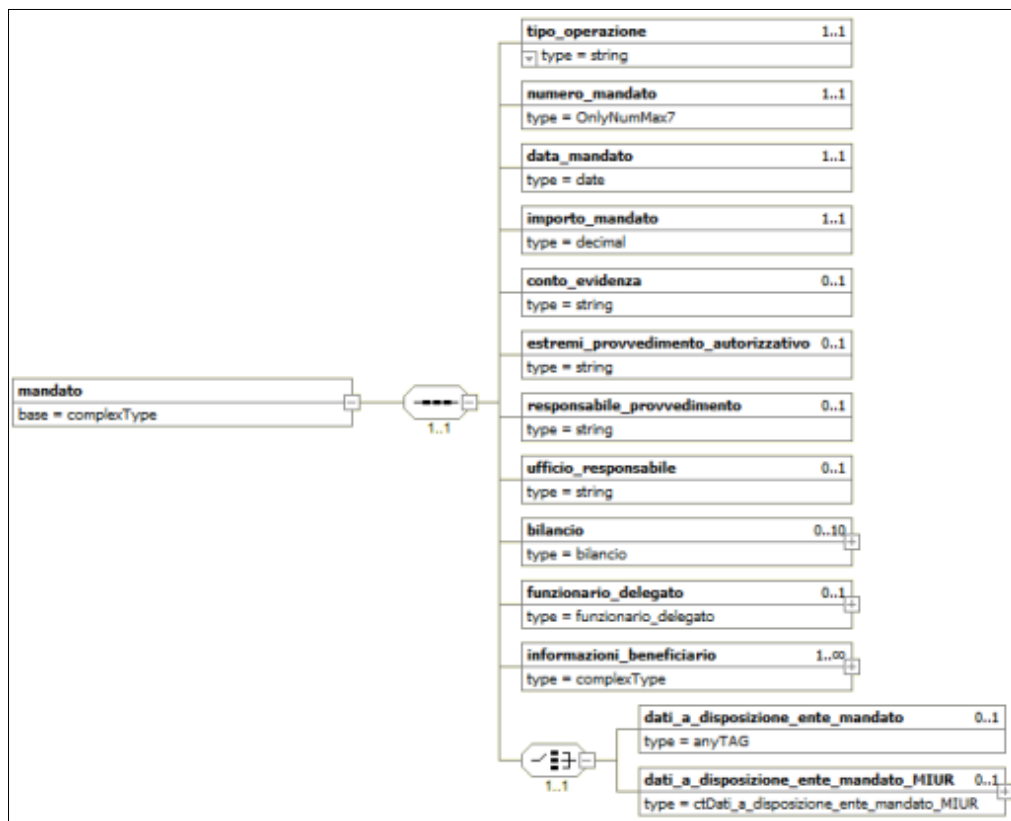 tipo_operazione 1..1
type = string
numero_mandato 1..1
type = OnlyNumMax7
data_mandato 1..1
type = date
importo_mandato 1..1
type = decimal
conto_evidenza 0..1
type = string
estremi_provvedimento_autorizzativo 0..1
type = string
mandato
base = complexType
1..1
responsabile_provvedimento 0..1
type = string
ufficio_responsabile 0..1
type = string
bilancio 0..10
type = bilancio
funzionario_delegato 0..1
type = funzionario_delegato
informazioni_beneficiario 1..∞
type = complexType
1..1
dati_a_disposizione_ente_mandato 0..1
type = anyTAG
dati_a_disposizione_ente_mandato_MIUR 0..1
type = ctDati_a_disposizione_ente_mandato_MIUR